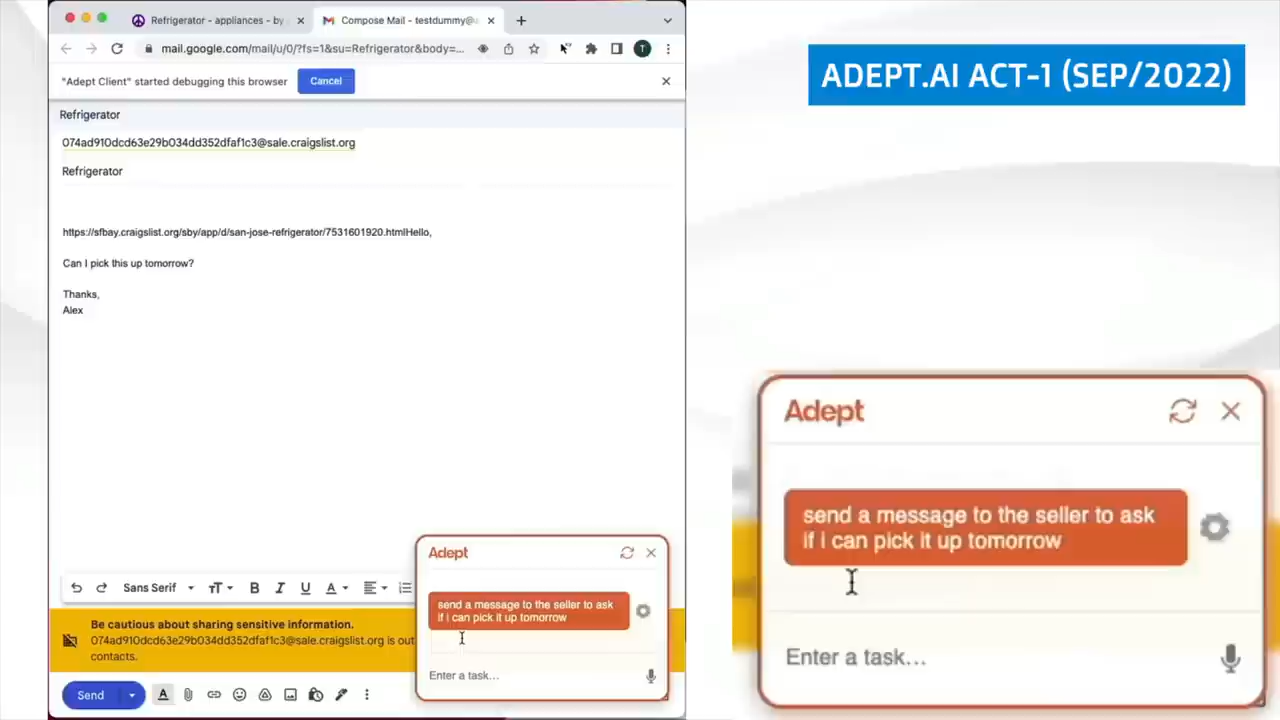 Refrigerator - appliances - by
Compose Mail - testdummy@
mail.google.com/mail/u/0/?fs=1&su=Refrigerator&body=...
T
"Adept Client" started debugging this browser
Cancel
Refrigerator
074ad910dcd63e29b034dd352dfaf1c3@sale.craigslist.org
Refrigerator
https://sfbay.craigslist.org/sby/app/d/san-jose-refrigerator/7531601920.htmlHello,
Can I pick this up tomorrow?
Thanks,
Alex
Sans Serif
Be cautious about sharing sensitive information.
074ad910dcd63e29b034dd352dfaf1c3@sale.craigslist.org is out
contacts.
Send
Adept
send a message to the seller to ask
if i can pick it up tomorrow
Enter a task...
ADEPT.AI ACT-1 (SEP/2022)
Adept
send a message to the seller to ask
if i can pick it up tomorrow
Enter a task...